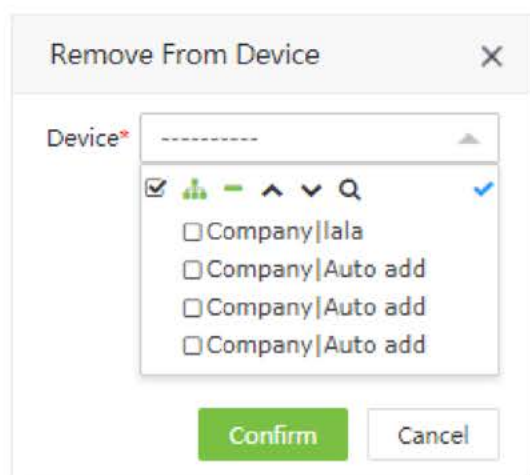 Remove From Device
Device* ----------
Company|lala
Company|Auto add
Company|Auto add
Company|Auto add
Confirm Cancel